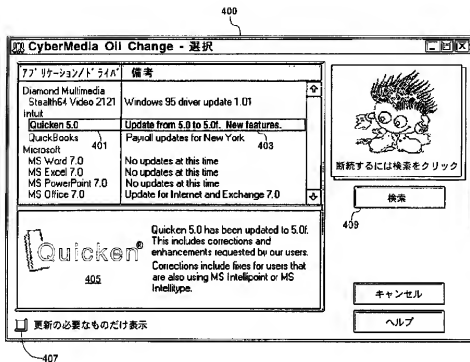 400
CyberMedia Oil Change - 選択
アプリケーション/ドライバ 備考
Diamond Multimedia
Stealth64 Video 2121 Windows 95 driver update 1.01
Intuit
Quicken 5.0 Update from 5.0 to 5.0f. New features.
QuickBooks 401 Payroll updates for New York 403
Microsoft
MS Word 7.0 No updates at this time
MS Excel 7.0 No updates at this time
MS PowerPoint 7.0 No updates at this time
MS Office 7.0 Update for Internet and Exchange 7.0
断続するには検索をクリック
検索
409
Quicken®
405
Quicken 5.0 has been updated to 5.0f.
This includes corrections and
enhancements requested by our users.
Corrections include fixes for users that
are also using MS Intellipoint or MS
Intellitype.
キャンセル
ヘルプ
更新の必要なものだけ表示
407